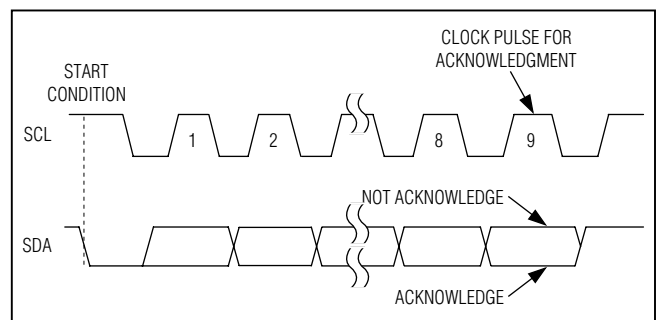 CLOCK PULSE FOR
ACKNOWLEDGMENT
START
CONDITION
SCL
1
2
8
9
NOT ACKNOWLEDGE
SDA
ACKNOWLEDGE